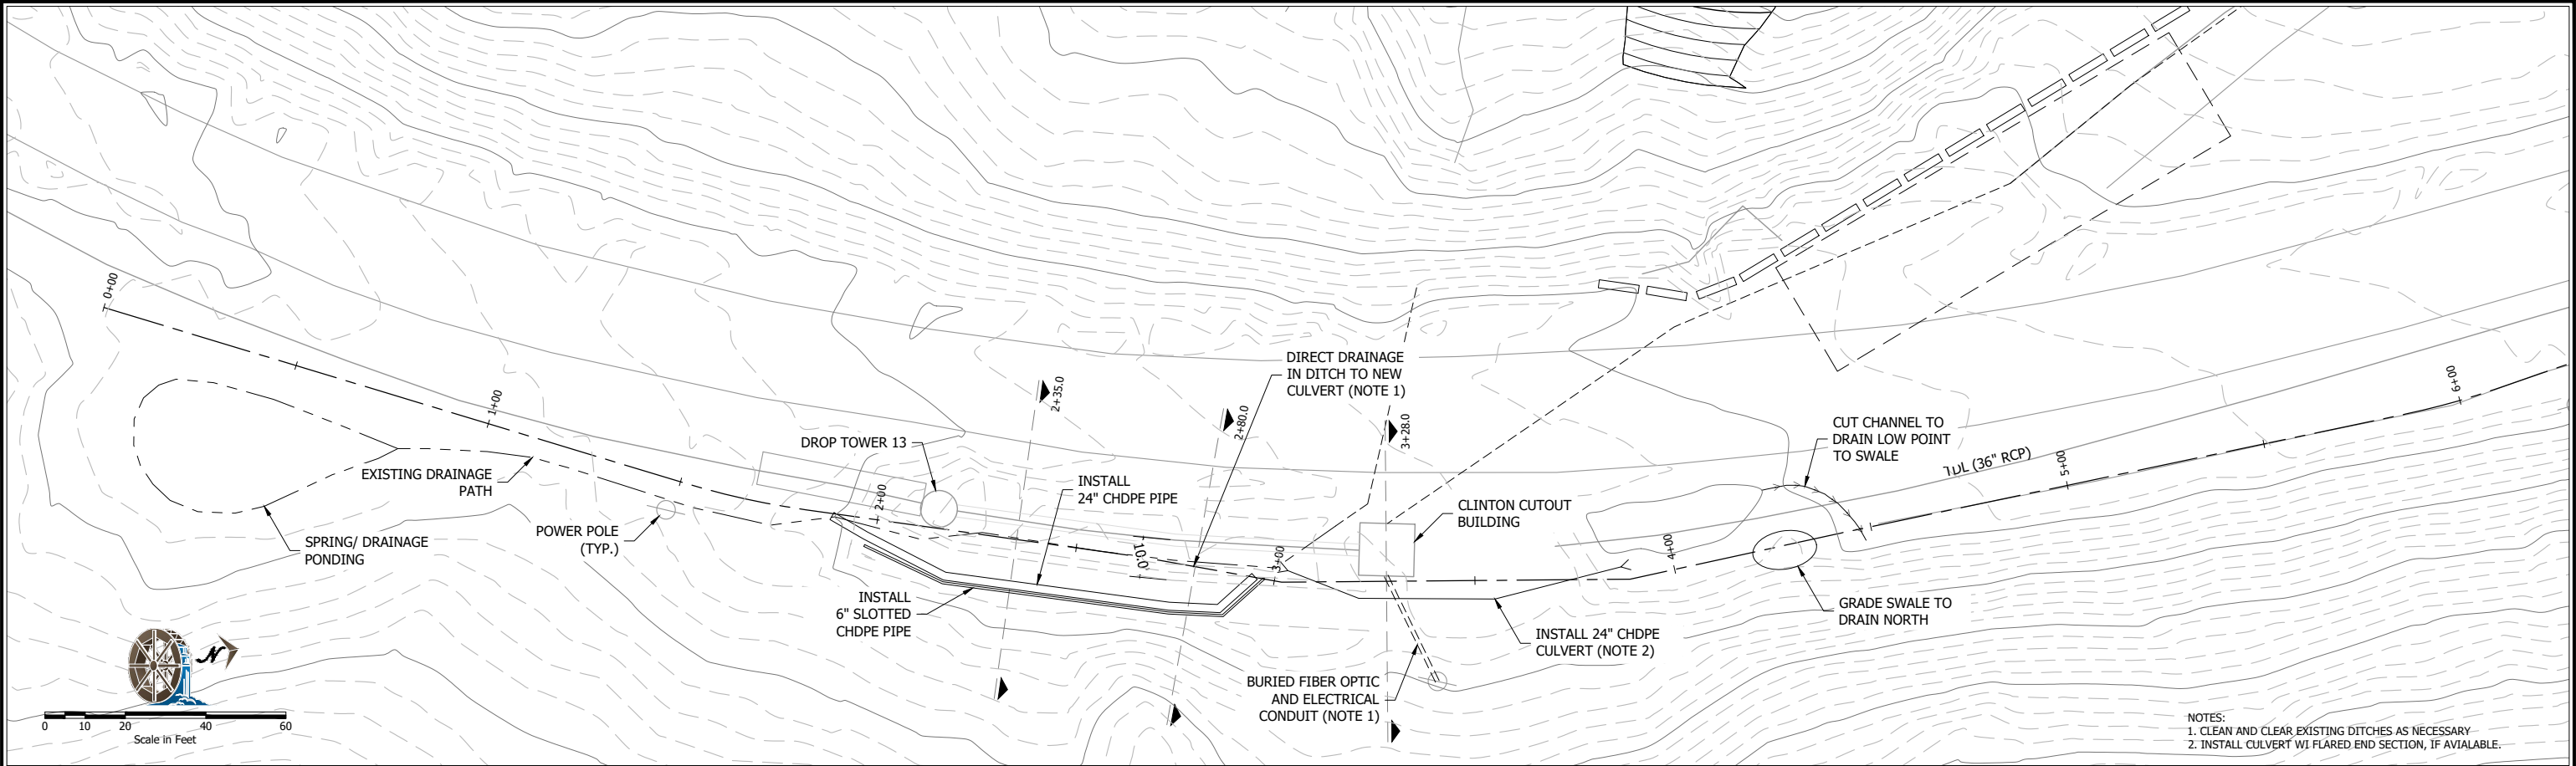 0+00
1+00
EXISTING DRAINAGE
PATH
SPRING/ DRAINAGE
PONDING
POWER POLE
(TYP.)
DROP TOWER 13
2+00
INSTALL
24" CHDPE PIPE
INSTALL
6" SLOTTED
CHDPE PIPE
2+35.0
2+80.0
10.0'
DIRECT DRAINAGE
IN DITCH TO NEW
CULVERT (NOTE 1)
3+00
3+28.0
CLINTON CUTOUT
BUILDING
BURIED FIBER OPTIC
AND ELECTRICAL
CONDUIT (NOTE 1)
INSTALL 24" CHDPE
CULVERT (NOTE 2)
4+00
CUT CHANNEL TO
DRAIN LOW POINT
TO SWALE
GRADE SWALE TO
DRAIN NORTH
TDL (36" RCP)
5+00
6+00
N
0 10 20 40 60
Scale in Feet
NOTES:
1. CLEAN AND CLEAR EXISTING DITCHES AS NECESSARY
2. INSTALL CULVERT WI FLARED END SECTION, IF AVIALABLE.